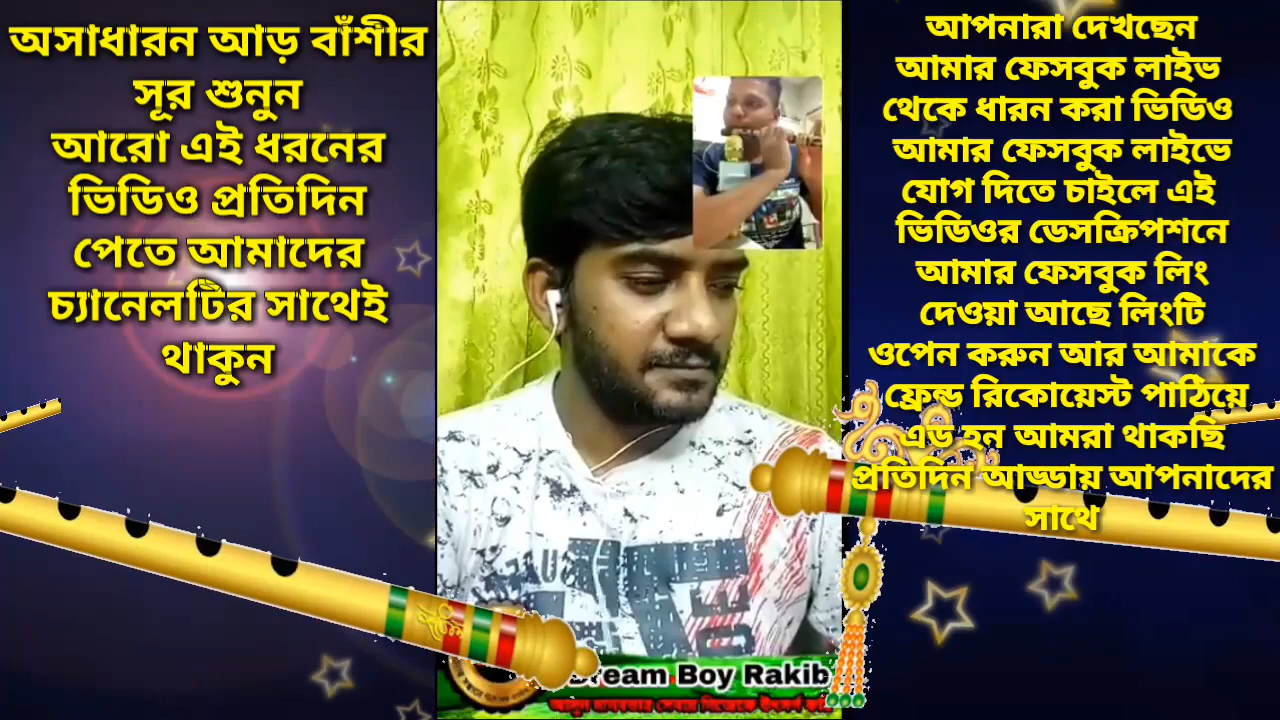 অসাধারন আড় বাঁশীর
সূর শুনুন
আরো এই ধরনের
ভিডিও প্রতিদিন
পেতে আমাদের
চ্যানেলটির সাথেই
থাকুন
আপনারা দেখছেন
আমার ফেসবুক লাইভ
থেকে ধারন করা ভিডিও
আমার ফেসবুক লাইভে
যোগ দিতে চাইলে এই
ভিডিওর ডেসক্রিপশনে
আমার ফেসবুক লিং
দেওয়া আছে লিংটি
ওপেন করুন আর আমাকে
ফ্রেন্ড রিকোয়েস্ট পাঠিয়ে
এড হন আমরা থাকছি
প্রতিদিন আড্ডায় আপনাদের
সাথে
Dream Boy Rakib